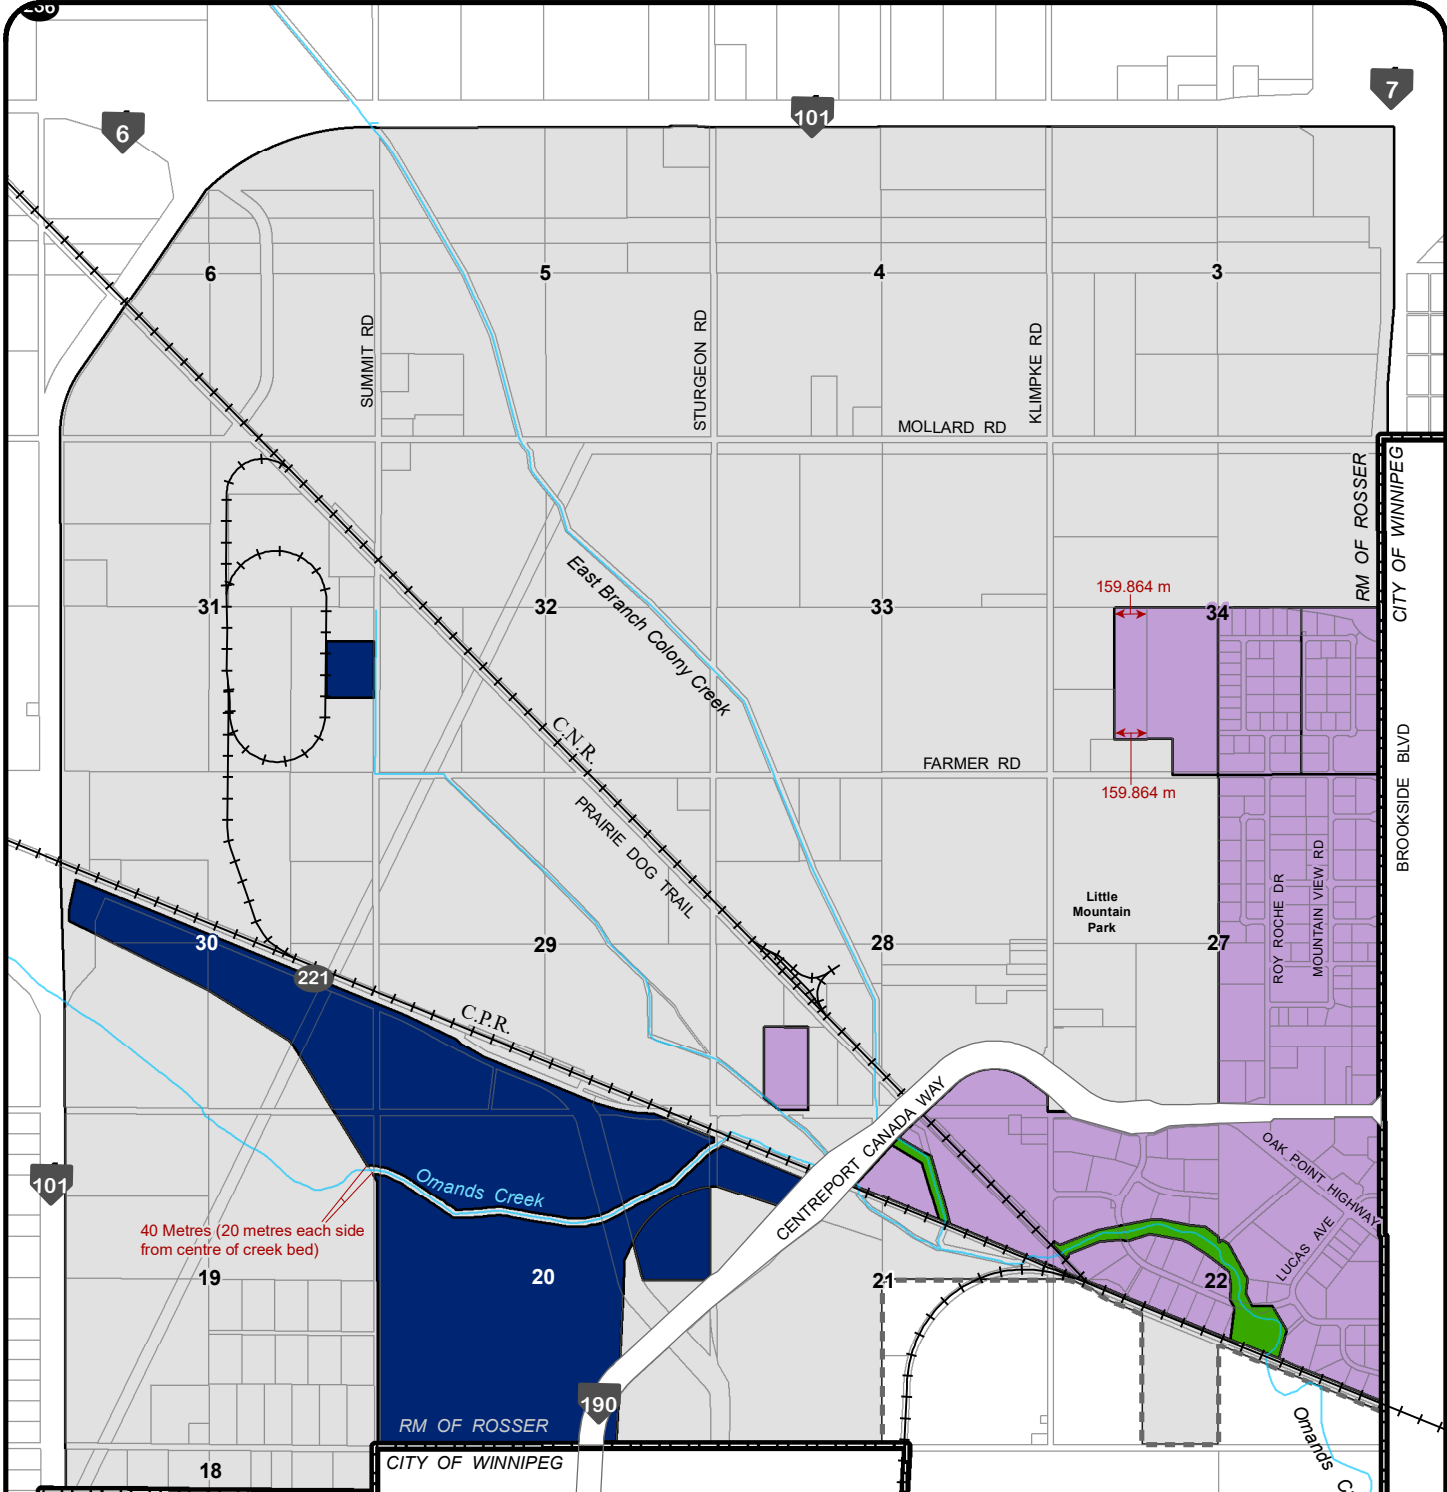 236
6
101
7
6
5
4
3
SUMMIT RD
STURGEON RD
KLIMPKE RD
MOLLARD RD
RM OF ROSSER
CITY OF WINNIPEG
East Branch Colony Creek
159.864 m
31
32
33
34
C.N.R.
FARMER RD
159.864 m
BROOKSIDE BLVD
PRAIRIE DOG TRAIL
Little
Mountain
Park
ROY ROCHE DR
MOUNTAIN VIEW RD
30
29
28
27
221
C.P.R.
CENTREPORT CANADA WAY
OAK POINT HIGHWAY
101
Omands Creek
40 Metres (20 metres each side
from centre of creek bed)
LUCAS AVE
19
20
21
22
190
RM OF ROSSER
CITY OF WINNIPEG
18
Omands C